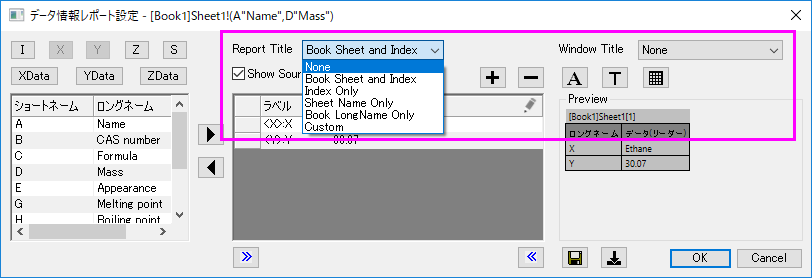 データ情報レポート設定 - [Book1]Sheet1!(A"Name",D"Mass")
I X Y Z S
XData YData ZData
ショートネーム ロングネーム
A Name
B CAS number
C Formula
D Mass
E Appearance
G Melting point
H Boiling point
Report Title Book Sheet and Index
None
Book Sheet and Index
Index Only
Sheet Name Only
Book LongName Only
Custom
Show Sour
ラベル
<XX>:X
<YY>:Y 30.07
Window Title None
A T
Preview
[Book1]Sheet1[1]
ロングネーム データ(リーダー)
X Ethane
Y 30.07
OK Cancel